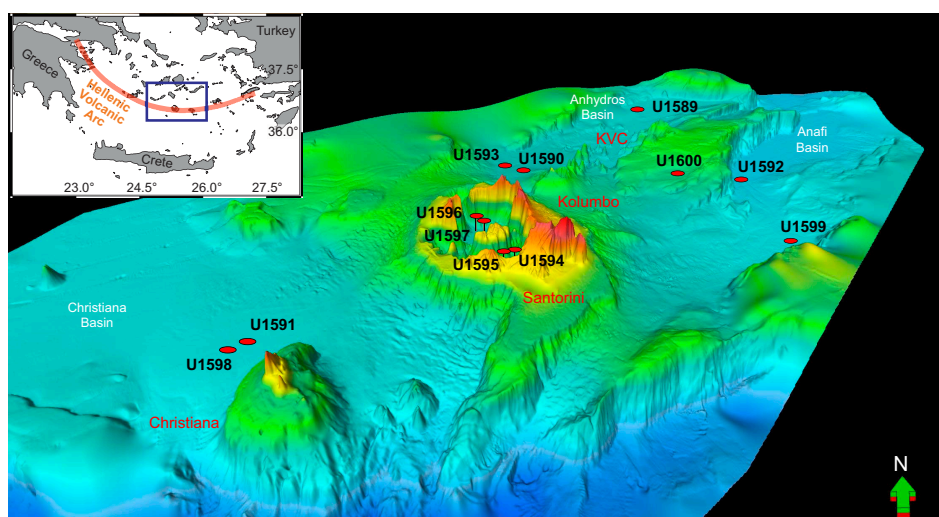 Turkey
Greece
37.5°
Hellenic
Volcanic
Arc
36.0°
Crete
23.0°
24.5°
26.0°
27.5°
Anhydros
Basin
U1589
KVC
Anafi
Basin
U1593
U1590
U1600
U1592
Kolumbo
U1596
U1597
U1599
U1595
U1594
Santorini
Christiana
Basin
U1591
U1598
Christiana
N